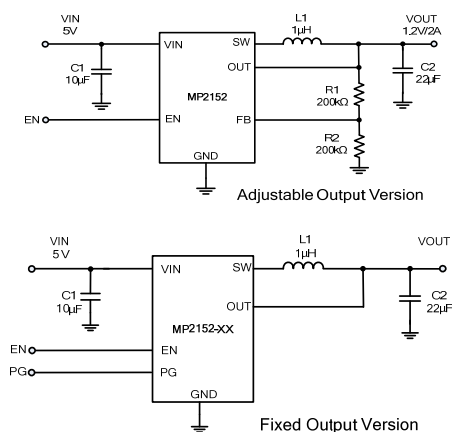 VIN
5V
L1
1µH
VOUT
1.2V/2A
VIN
SW
C1
10µF
OUT
C2
22µF
R1
200kΩ
MP2152
EN
EN
FB
R2
200kΩ
GND
Adjustable Output Version
VIN
5V
L1
1µH
VOUT
VIN
SW
C1
10µF
OUT
C2
22µF
MP2152-XX
EN
EN
PG
PG
GND
Fixed Output Version